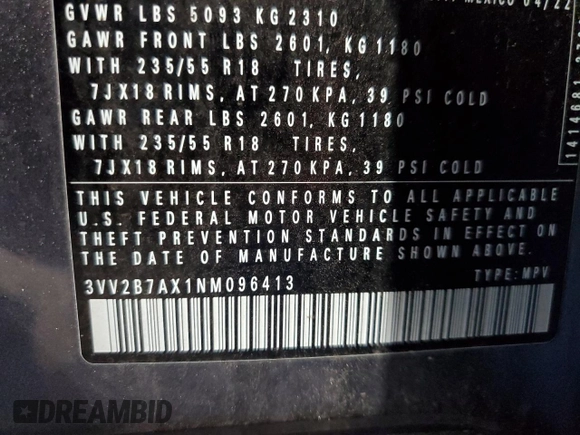 MEXICO 04/22
GVWR LBS 5093 KG 2310
GAWR FRONT LBS 2601, KG 1180
WITH 235/55 R18 TIRES,
7JX18 RIMS, AT 270 KPA, 39 PSI COLD
GAWR REAR LBS 2601, KG 1180
WITH 235/55 R18 TIRES,
7JX18 RIMS, AT 270 KPA, 39 PSI COLD
THIS VEHICLE CONFORMS TO ALL APPLICABLE
U.S. FEDERAL MOTOR VEHICLE SAFETY AND
THEFT PREVENTION STANDARDS IN EFFECT ON
THE DATE OF MANUFACTURE SHOWN ABOVE.
3VV2B7AX1NM096413
TYPE: MPV
DREAMBID